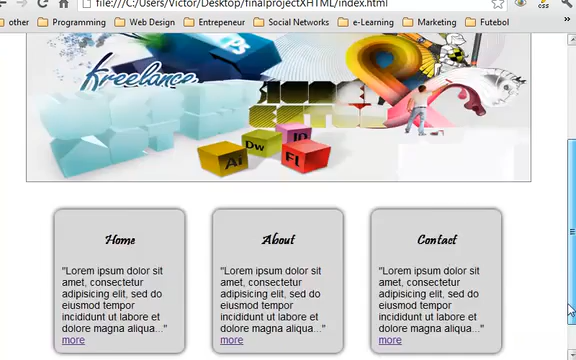 file:///C:/Users/Victor/Desktop/finalprojectXHTML/index.html
other Programming Web Design Entrepeneur Social Networks e-Learning Marketing Futebol
freelance
Ai Dw ID Fl
Home About Contact
"Lorem ipsum dolor sit "Lorem ipsum dolor sit "Lorem ipsum dolor sit
amet, consectetur amet, consectetur amet, consectetur
adipisicing elit, sed do adipisicing elit, sed do adipisicing elit, sed do
eiusmod tempor eiusmod tempor eiusmod tempor
incididunt ut labore et incididunt ut labore et incididunt ut labore et
dolore magna aliqua..." dolore magna aliqua..." dolore magna aliqua..."
more more more